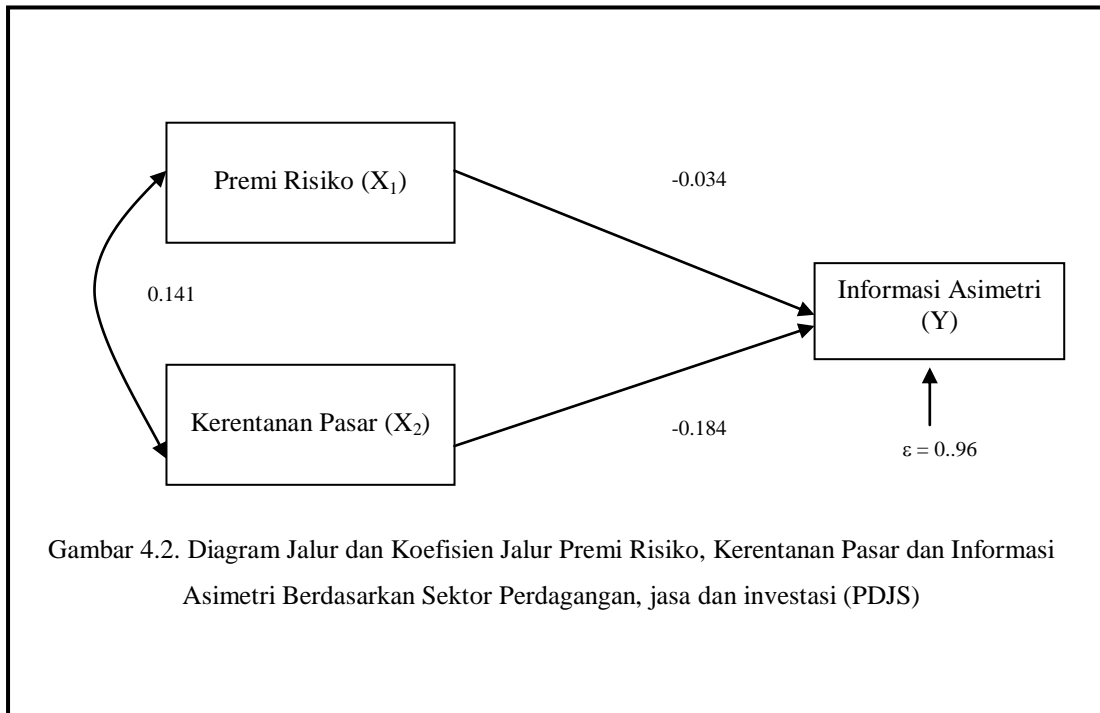 Premi Risiko (X₁)
-0.034
0.141
Informasi Asimetri
(Y)
Kerentanan Pasar (X₂)
-0.184
ε = 0..96
Gambar 4.2. Diagram Jalur dan Koefisien Jalur Premi Risiko, Kerentanan Pasar dan Informasi
Asimetri Berdasarkan Sektor Perdagangan, jasa dan investasi (PDJS)